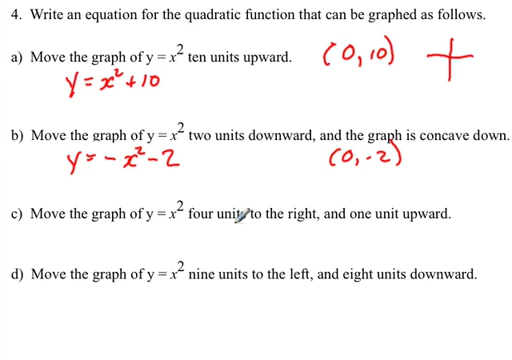 4. Write an equation for the quadratic function that can be graphed as follows.
a) Move the graph of y = x² ten units upward. (0, 10)
y = x² + 10
b) Move the graph of y = x² two units downward, and the graph is concave down.
y = - x² - 2 (0, -2)
c) Move the graph of y = x² four units to the right, and one unit upward.
d) Move the graph of y = x² nine units to the left, and eight units downward.